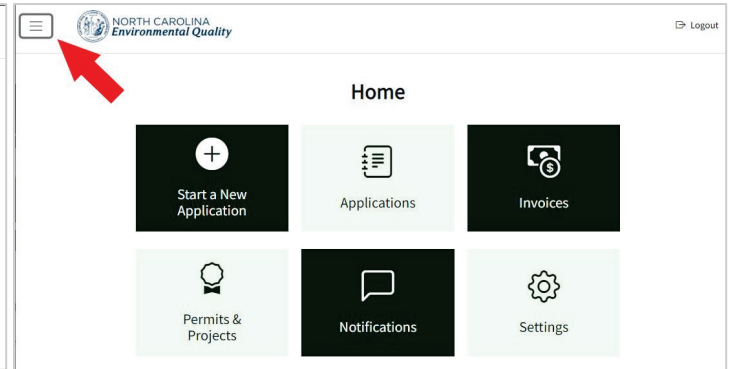 NORTH CAROLINA
Environmental Quality
Logout
Home
Start a New
Application
Applications
Invoices
Permits &
Projects
Notifications
Settings